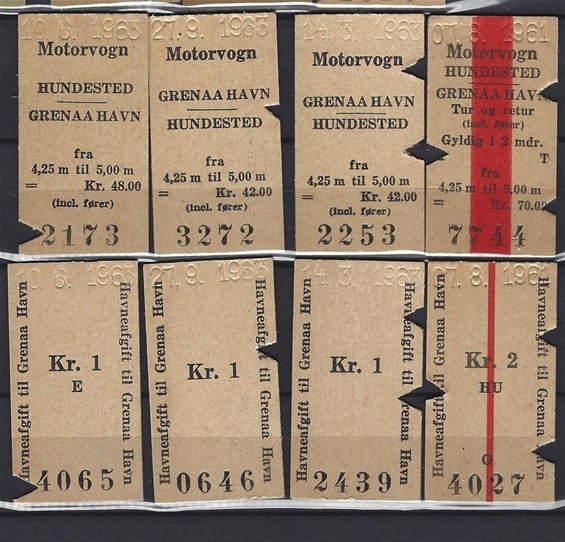 10. 6. 1963
Motorvogn
HUNDESTED
GRENAA HAVN
fra
4,25 m til 5,00 m
= Kr. 48.00
(incl. fører)
2173
27. 9. 1963
Motorvogn
GRENAA HAVN
HUNDESTED
fra
4,25 m til 5,00 m
= Kr. 42.00
(incl. fører)
3272
14. 3. 1963
Motorvogn
GRENAA HAVN
HUNDESTED
fra
4,25 m til 5,00 m
= Kr. 42.00
(incl. fører)
2253
07. 8. 1961
Motorvogn
HUNDESTED
GRENAA HAVN
Tur og retur
(incl. fører)
Gyldig 12 mdr.
T
fra
4,25 m til 5,00 m
= Kr. 70.00
7744
10. 6. 1963
Havneafgift til Grenaa Havn
Kr. 1
E
Havneafgift til Grenaa Havn
4065
27. 9. 1963
Havneafgift til Grenaa Havn
Kr. 1
Havneafgift til Grenaa Havn
0646
14. 3. 1963
Havneafgift til Grenaa Havn
Kr. 1
Havneafgift til Grenaa Havn
2439
07. 8. 1961
Havneafgift til Grenaa Havn
Kr. 2
HU
G
Havneafgift til Grenaa Havn
4027